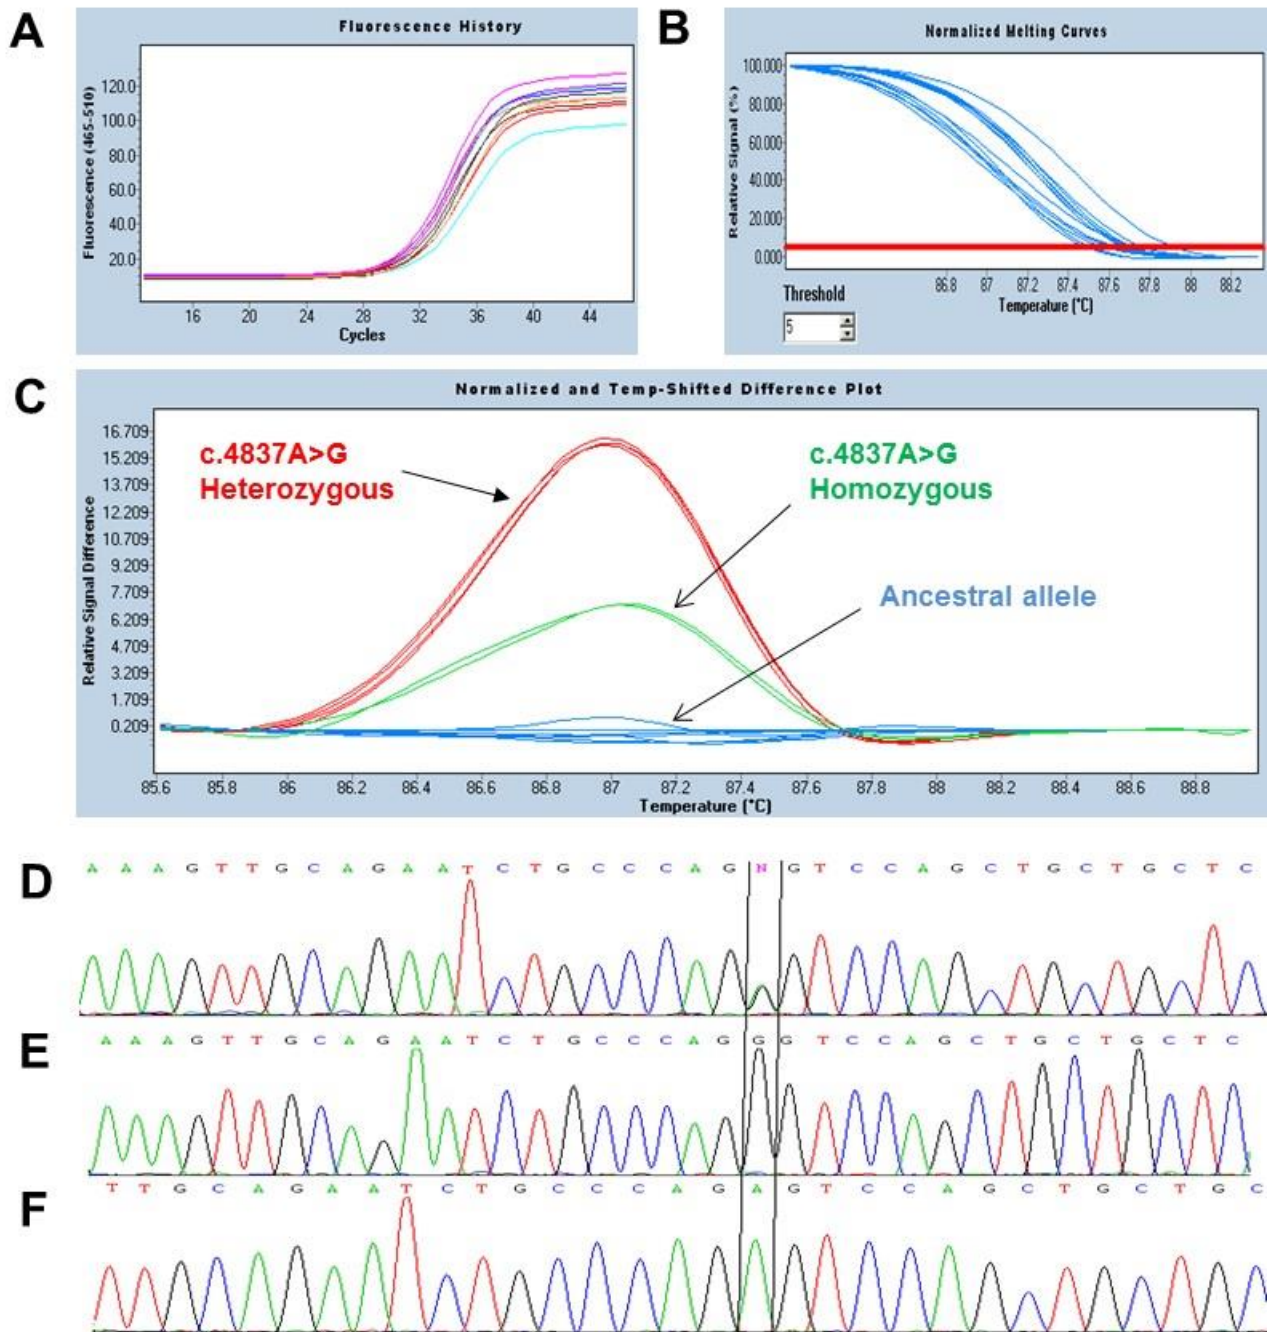 A
Fluorescence History
Fluorescence (465-510)
120.0
100.0
80.0
60.0
40.0
20.0
16 20 24 28 32 36 40 44
Cycles
B
Normalized Melting Curves
Relative Signal (%)
100.000
80.000
60.000
40.000
20.000
0.000
86.8 87 87.4 87.6 87.8 88 88.2
Temperature (°C)
Threshold
5
C
Normalized and Temp-Shifted Difference Plot
Relative Signal Difference
16.709
15.209
13.709
12.209
10.709
9.209
7.709
6.209
4.709
3.209
1.709
0.209
c.4837A>G
Heterozygous
c.4837A>G
Homozygous
Ancestral allele
85.6 85.8 86 86.2 86.4 86.6 86.8 87 87.2 87.4 87.6 87.8 88 88.2 88.4 88.6 88.8
Temperature (°C)
D
A A A G T T G C A G A A T C T G C C C A G N G T C C A G C T G C T G C T C
E
A A A G T T G C A G A A T C T G C C C A G G G T C C A G C T G C T G C T C
F
T T G C A G A A T C T G C C C A G A G T C C A G C T G C T G C